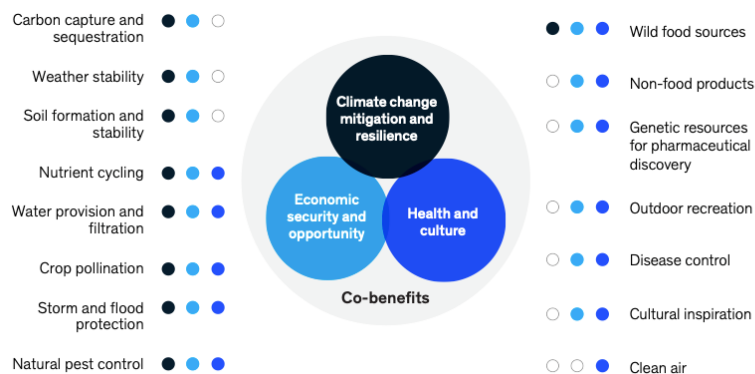 Carbon capture and
sequestration
Weather stability
Soil formation and
stability
Nutrient cycling
Water provision and
filtration
Crop pollination
Storm and flood
protection
Natural pest control
Climate change
mitigation and
resilience
Economic
security and
opportunity
Health and
culture
Co-benefits
Wild food sources
Non-food products
Genetic resources
for pharmaceutical
discovery
Outdoor recreation
Disease control
Cultural inspiration
Clean air